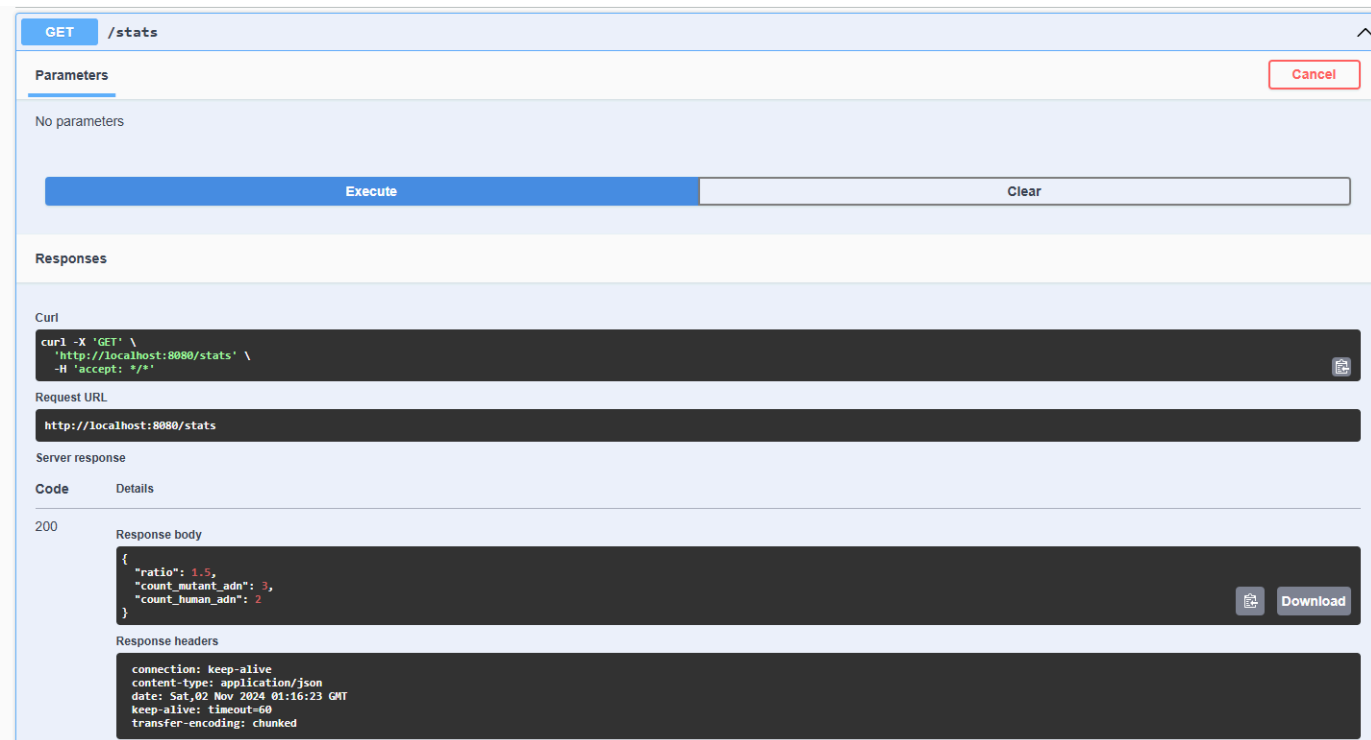 GET /stats
Parameters
Cancel
No parameters
Execute
Clear
Responses
Curl
curl -X 'GET' \
  'http://localhost:8080/stats' \
  -H 'accept: */*'
Request URL
http://localhost:8080/stats
Server response
Code Details
200
Response body
{
  "ratio": 1.5,
  "count_mutant_adn": 3,
  "count_human_adn": 2
}
Download
Response headers
connection: keep-alive
content-type: application/json
date: Sat,02 Nov 2024 01:16:23 GMT
keep-alive: timeout=60
transfer-encoding: chunked